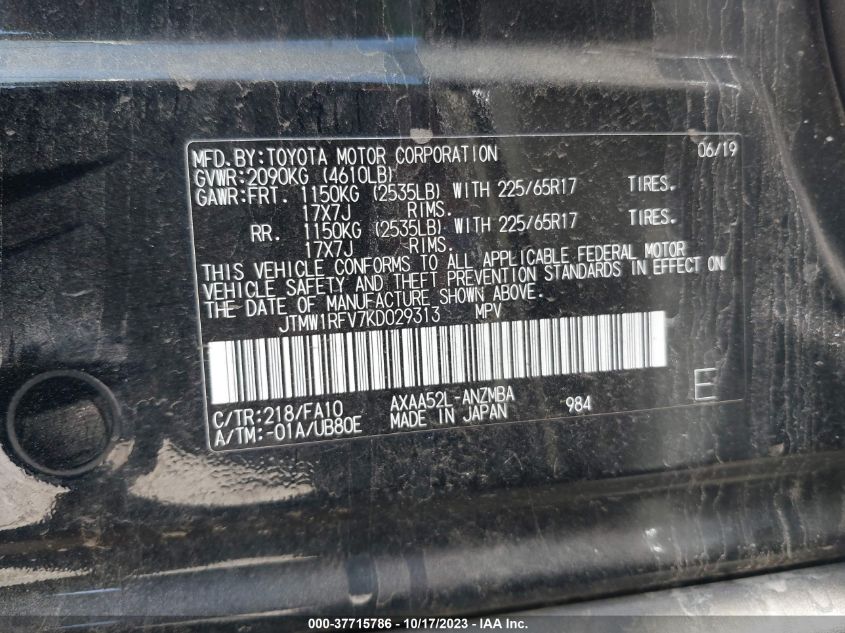 MFD.BY:TOYOTA MOTOR CORPORATION 06/19
GVWR:2090KG (4610LB)
GAWR:FRT. 1150KG (2535LB) WITH 225/65R17 TIRES.
17X7J RIMS.
RR. 1150KG (2535LB) WITH 225/65R17 TIRES.
17X7J RIMS.
THIS VEHICLE CONFORMS TO ALL APPLICABLE FEDERAL MOTOR
VEHICLE SAFETY AND THEFT PREVENTION STANDARDS IN EFFECT ON
THE DATE OF MANUFACTURE SHOWN ABOVE.
JTMW1RFV7KD029313 MPV
C/TR:218/FA10 AXAA52L-ANZMBA 984 E
A/TM:-01A/UB80E MADE IN JAPAN
000-37715786 - 10/17/2023 - IAA Inc.